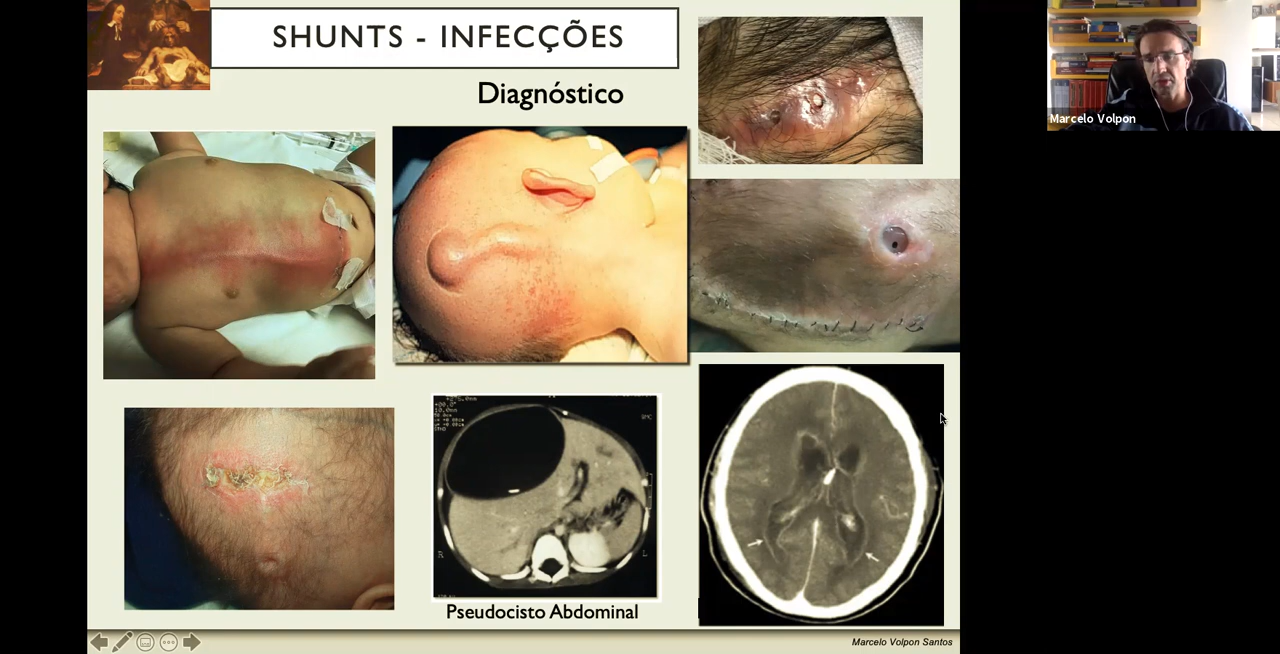 SHUNTS - INFECÇÕES
Diagnóstico
Marcelo Volpon
R
L
Pseudocisto Abdominal
Marcelo Volpon Santos